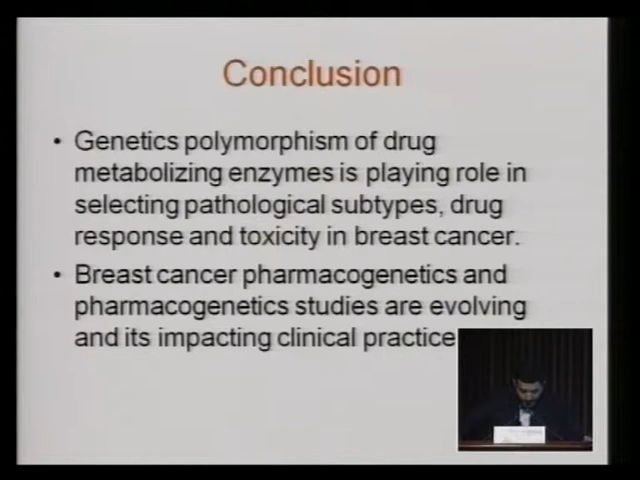 Conclusion
• Genetics polymorphism of drug
metabolizing enzymes is playing role in
selecting pathological subtypes, drug
response and toxicity in breast cancer.
• Breast cancer pharmacogenetics and
pharmacogenetics studies are evolving
and its impacting clinical practice